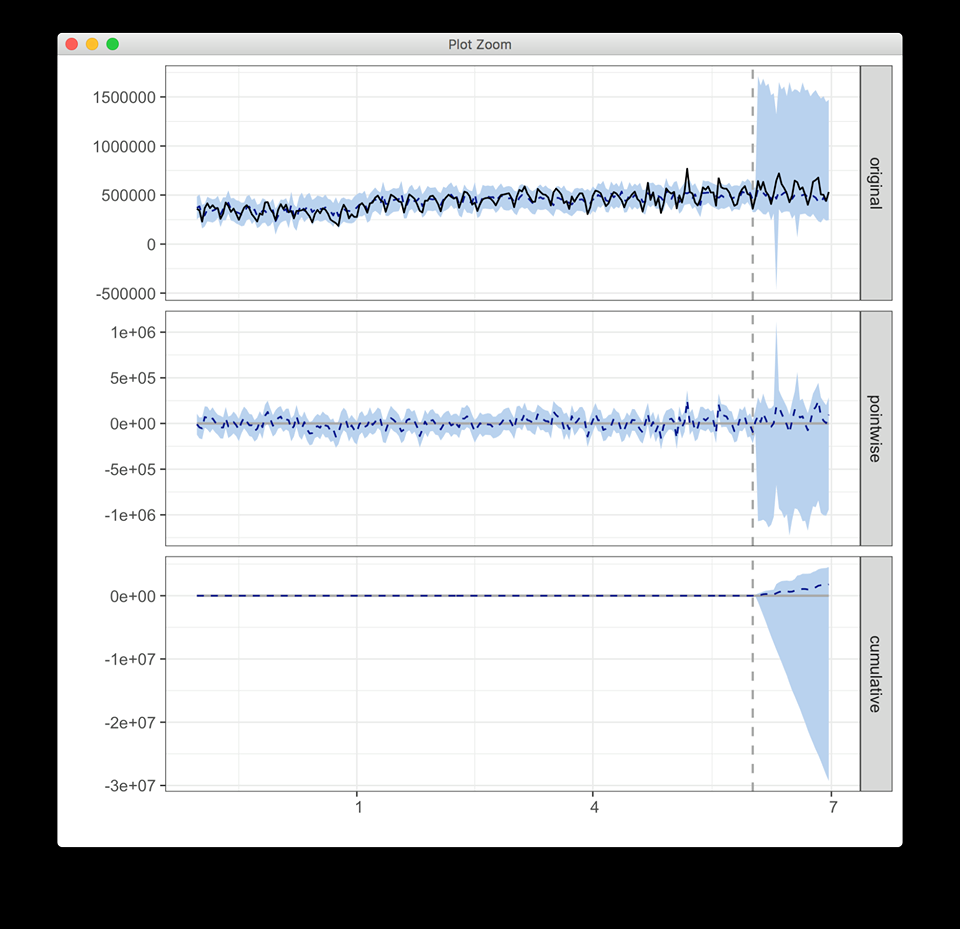 Plot Zoom
1500000
1000000
500000
0
-500000
original
1e+06
5e+05
0e+00
-5e+05
-1e+06
pointwise
0e+00
-1e+07
-2e+07
-3e+07
cumulative
1 4 7